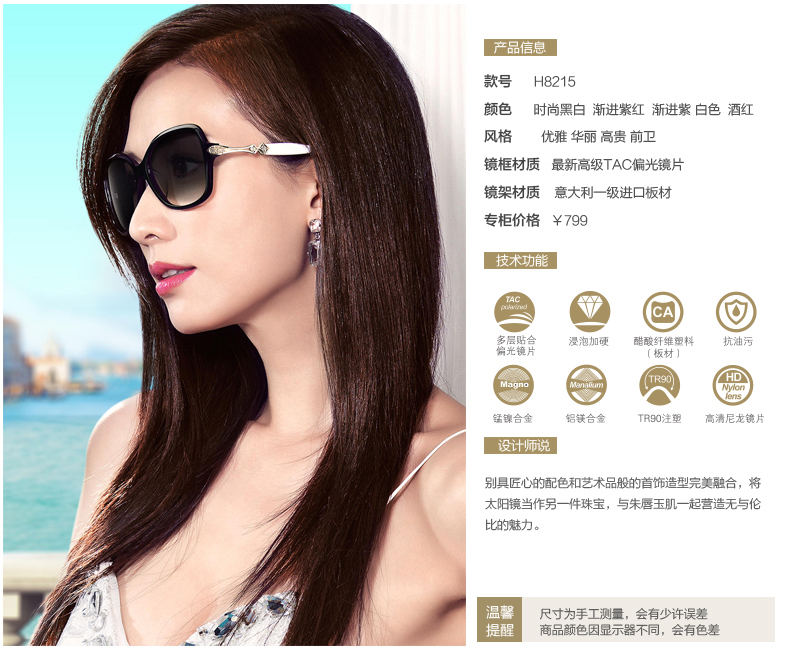 产品信息
款号 H8215
颜色 时尚黑白 渐进紫红 渐进紫 白色 酒红
风格 优雅 华丽 高贵 前卫
镜框材质 最新高级TAC偏光镜片
镜架材质 意大利一级进口板材
专柜价格 ￥799
技术功能
TAC
polarized
多层贴合
偏光镜片
浸泡加硬
CA
醋酸纤维塑料
（板材）
抗油污
Magno
锰镍合金
Manalium
铝镁合金
TR90
TR90注塑
HD
Nylon
lens
高清尼龙镜片
设计师说
别具匠心的配色和艺术品般的首饰造型完美融合，将
太阳镜当作另一件珠宝，与朱唇玉肌一起营造无与伦
比的魅力。
温馨
提醒
尺寸为手工测量，会有少许误差
商品颜色因显示器不同，会有色差